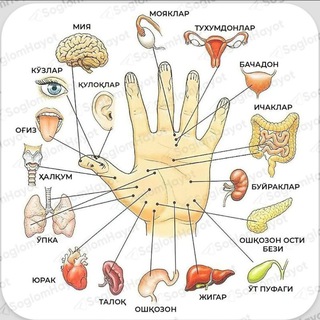 МОЯКЛАР
МИЯ
ТУХУМДОНЛАР
КЎЗЛАР
ҚУЛОҚЛАР
БАЧАДОН
ОҒИЗ
ИЧАКЛАР
ҲАЛҚУМ
БУЙРАКЛАР
ЎПКА
ОШҚОЗОН ОСТИ
БЕЗИ
ЮРАК
ТАЛОҚ
ОШҚОЗОН
ЖИГАР
ЎТ ПУФАГИ
SoglomHayot